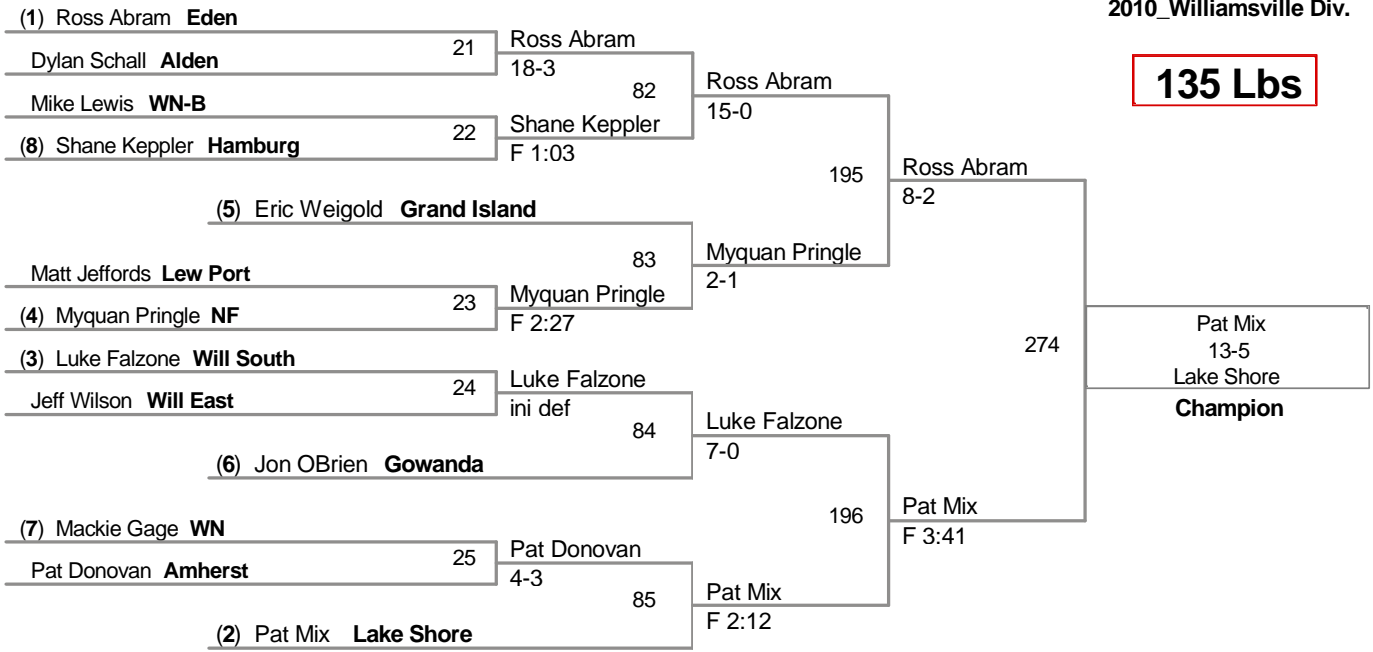 2010_Williamsville Div.
135 Lbs
(1) Ross Abram Eden
Dylan Schall Alden
21
Ross Abram
18-3
Mike Lewis WN-B
(8) Shane Keppler Hamburg
22
Shane Keppler
F 1:03
82
Ross Abram
15-0
(5) Eric Weigold Grand Island
Matt Jeffords Lew Port
(4) Myquan Pringle NF
23
Myquan Pringle
F 2:27
83
Myquan Pringle
2-1
195
Ross Abram
8-2
(3) Luke Falzone Will South
Jeff Wilson Will East
24
Luke Falzone
ini def
(6) Jon OBrien Gowanda
84
Luke Falzone
7-0
(7) Mackie Gage WN
Pat Donovan Amherst
25
Pat Donovan
4-3
(2) Pat Mix Lake Shore
85
Pat Mix
F 2:12
196
Pat Mix
F 3:41
274
Pat Mix
13-5
Lake Shore
Champion